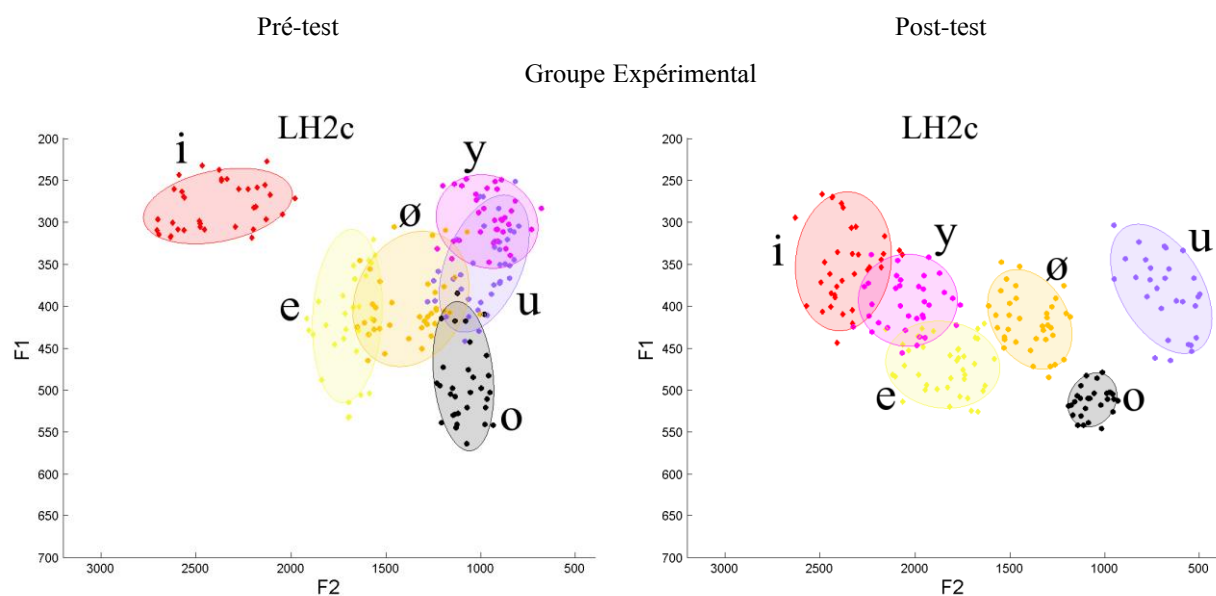 Pré-test
Post-test
Groupe Expérimental
LH2c
i
y
ø
e
u
o
F1
200
250
300
350
400
450
500
550
600
650
700
3000
2500
2000
1500
1000
500
F2
LH2c
i
y
u
ø
e
o
F1
200
250
300
350
400
450
500
550
600
650
700
3000
2500
2000
1500
1000
500
F2